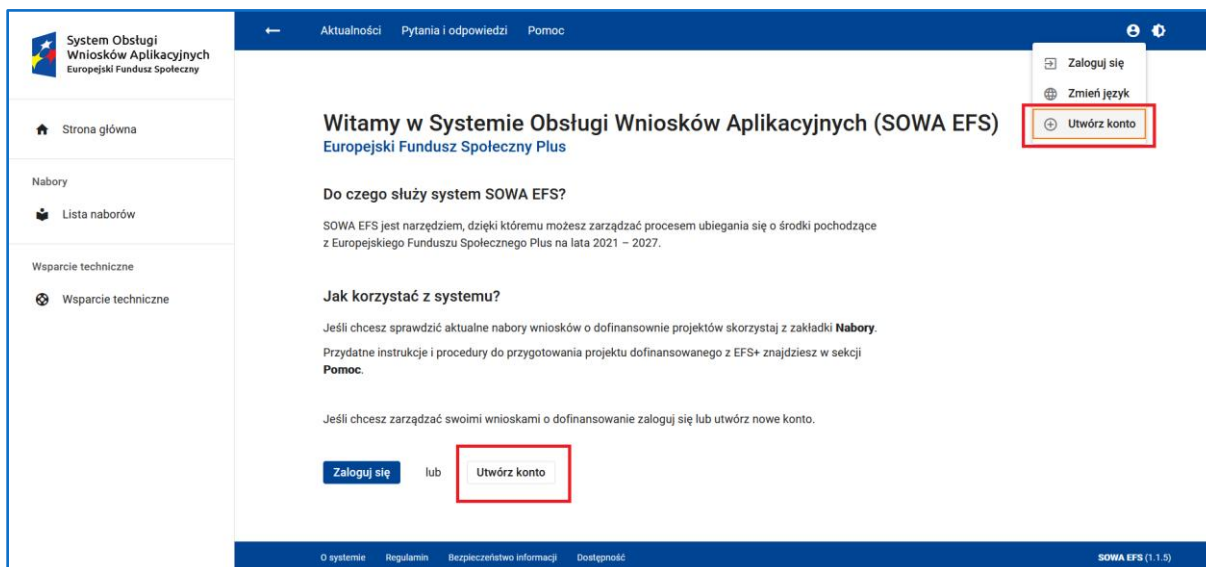 System Obsługi
Wniosków Aplikacyjnych
Europejski Fundusz Społeczny
Strona główna
Nabory
Lista naborów
Wsparcie techniczne
Wsparcie techniczne
Aktualności Pytania i odpowiedzi Pomoc
Zaloguj się
Zmień język
Utwórz konto
Witamy w Systemie Obsługi Wniosków Aplikacyjnych (SOWA EFS)
Europejski Fundusz Społeczny Plus
Do czego służy system SOWA EFS?
SOWA EFS jest narzędziem, dzięki któremu możesz zarządzać procesem ubiegania się o środki pochodzące
z Europejskiego Funduszu Społecznego Plus na lata 2021 – 2027.
Jak korzystać z systemu?
Jeśli chcesz sprawdzić aktualne nabory wniosków o dofinansownie projektów skorzystaj z zakładki Nabory.
Przydatne instrukcje i procedury do przygotowania projektu dofinansowanego z EFS+ znajdziesz w sekcji
Pomoc.
Jeśli chcesz zarządzać swoimi wnioskami o dofinansowanie zaloguj się lub utwórz nowe konto.
Zaloguj się lub Utwórz konto
O systemie Regulamin Bezpieczeństwo informacji Dostępność SOWA EFS (1.1.5)